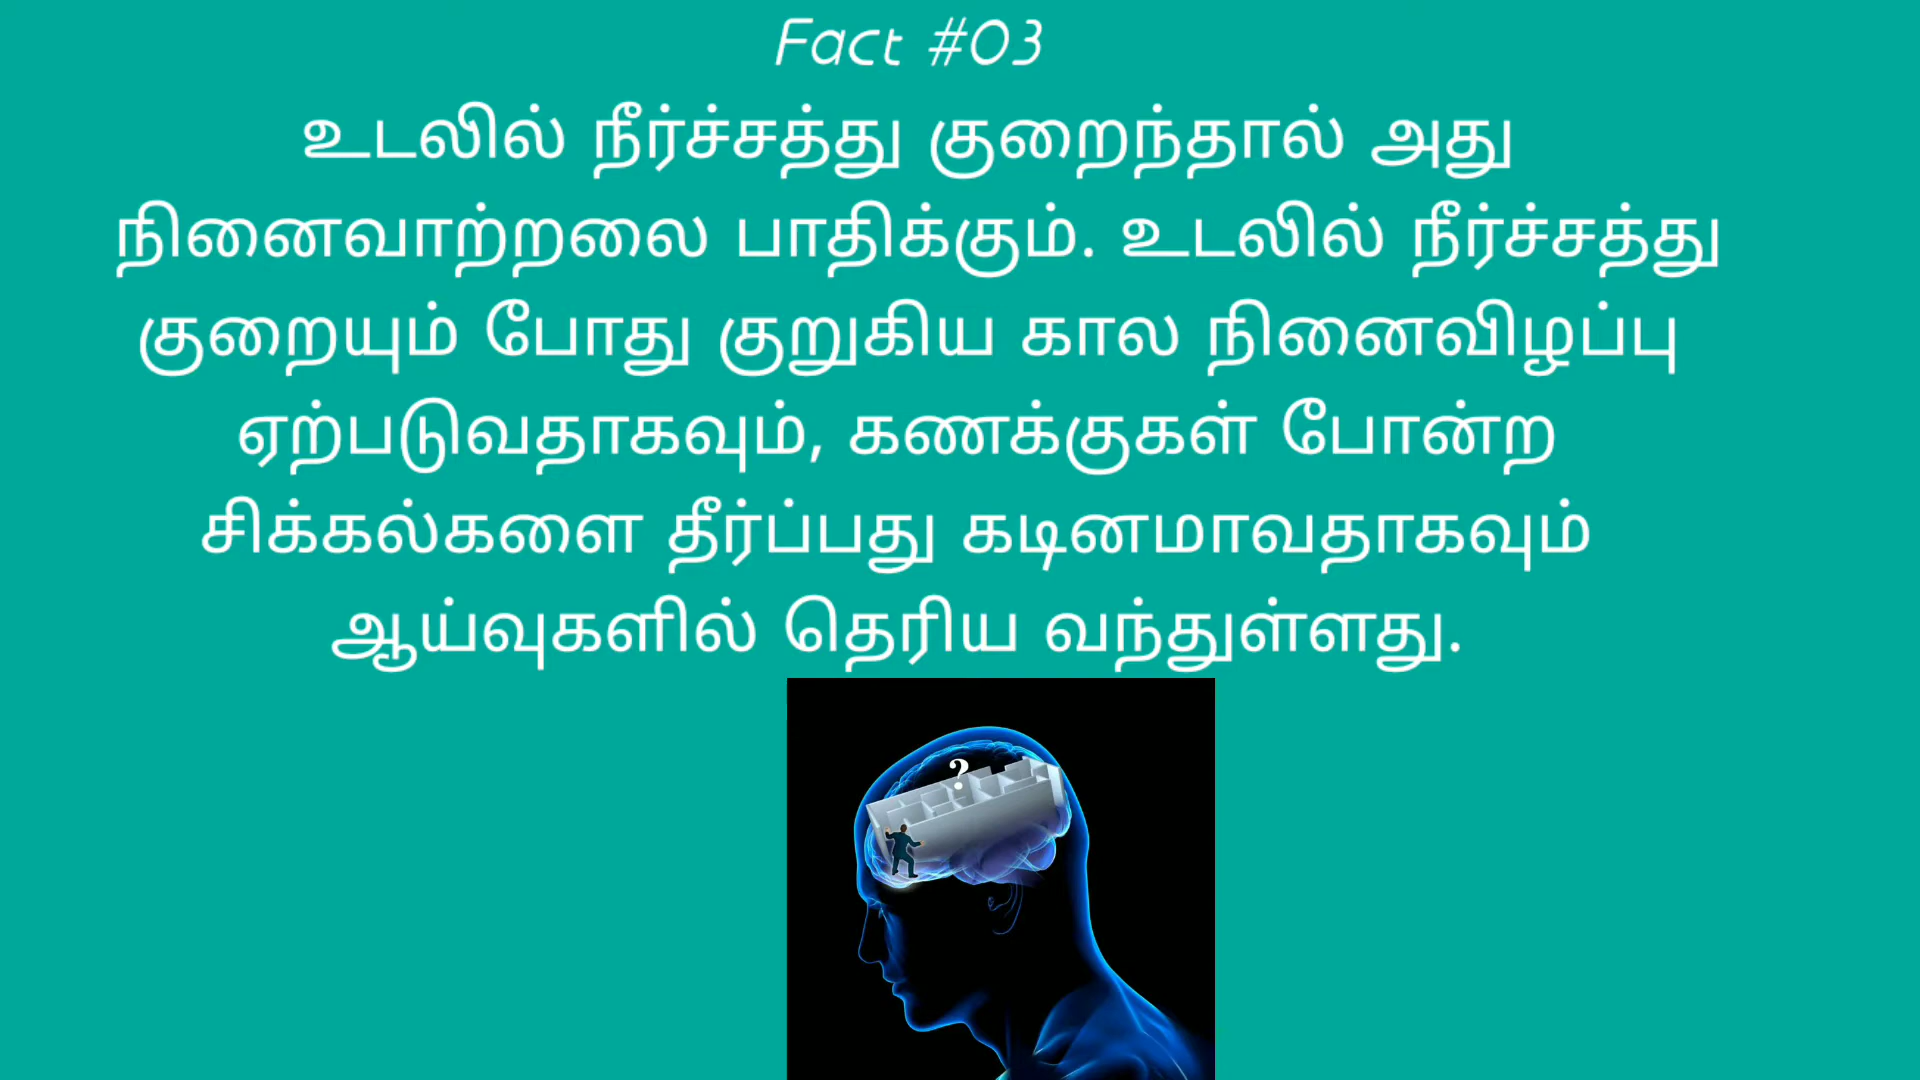 Fact #03
உடலில் நீர்ச்சத்து குறைந்தால் அது
நினைவாற்றலை பாதிக்கும். உடலில் நீர்ச்சத்து
குறையும் போது குறுகிய கால நினைவிழப்பு
ஏற்படுவதாகவும், கணக்குகள் போன்ற
சிக்கல்களை தீர்ப்பது கடினமாவதாகவும்
ஆய்வுகளில் தெரிய வந்துள்ளது.
?